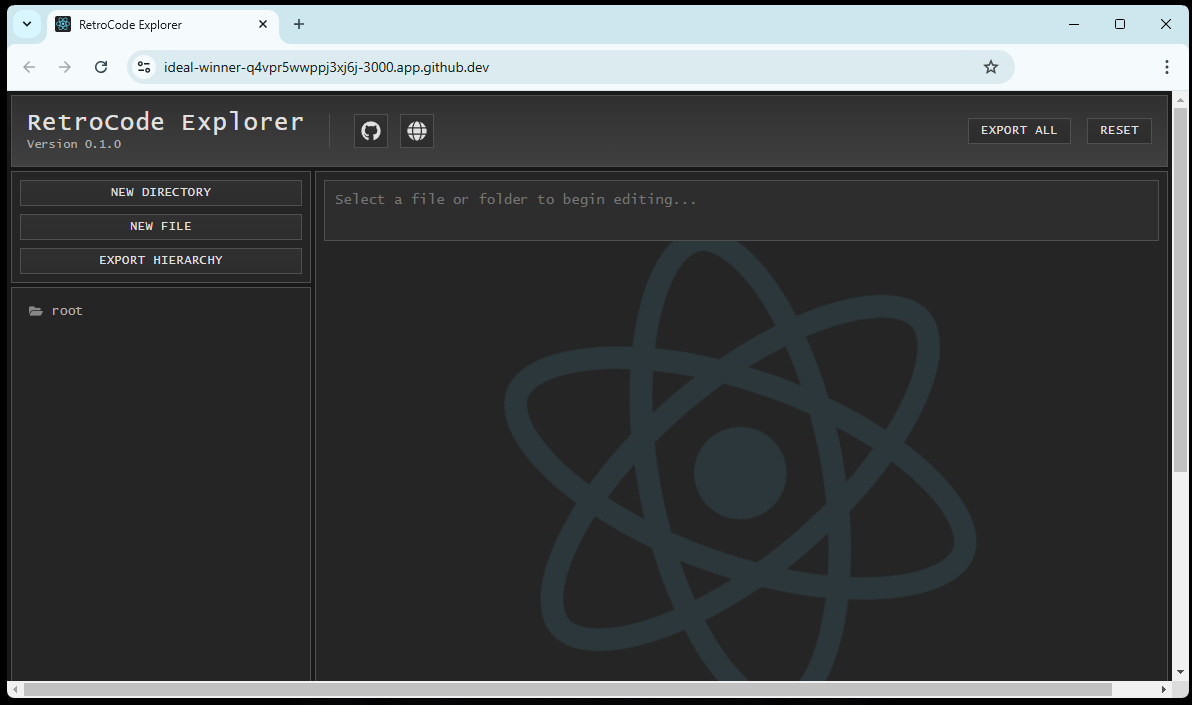 RetroCode Explorer
ideal-winner-q4vpr5wwppj3xj6j-3000.app.github.dev
RetroCode Explorer
Version 0.1.0
EXPORT ALL
RESET
NEW DIRECTORY
NEW FILE
EXPORT HIERARCHY
root
Select a file or folder to begin editing...